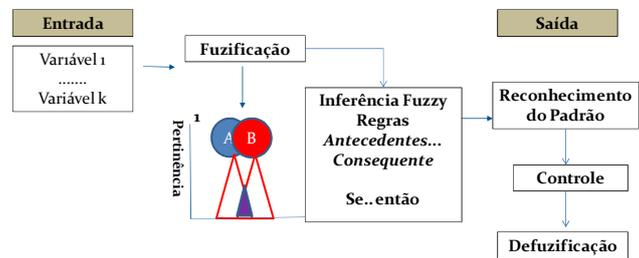 Entrada
Variável 1
.......
Variável k
Fuzificação
1
Pertinência
A
B
Inferência Fuzzy
Regras
Antecedentes...
Consequente
Se.. então
Saída
Reconhecimento
do Padrão
Controle
Defuzificação